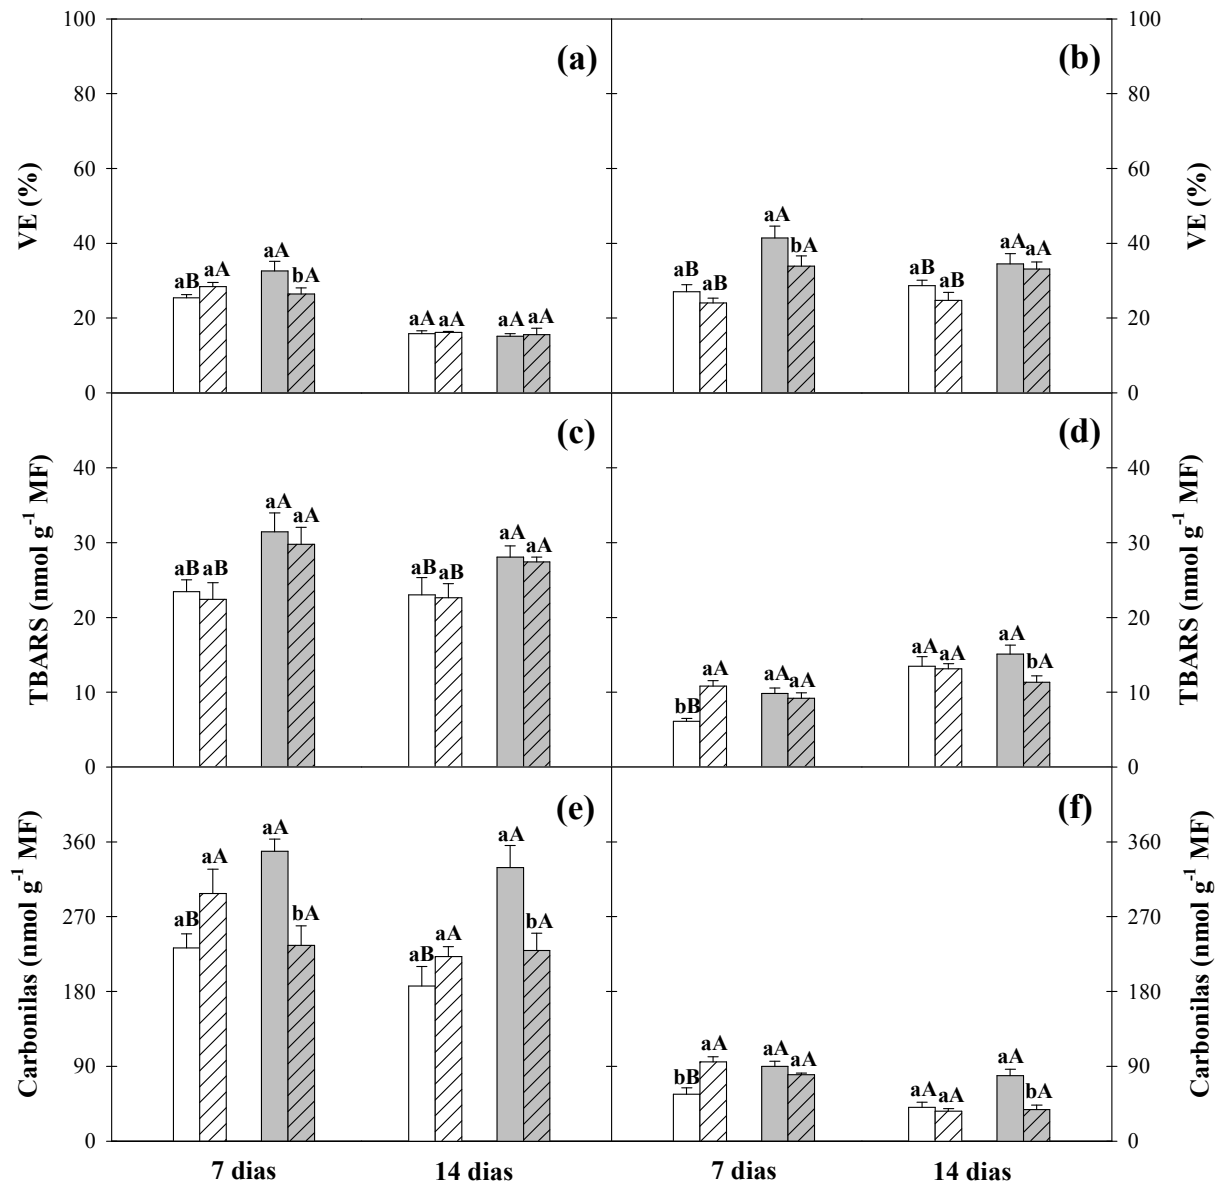 100
100
(a)
(b)
80
80
VE (%)
VE (%)
60
60
40
40
20
20
0
0
aB
aA
aA
bA
aA
aA
aA
aA
aB
aB
aA
bA
aB
aB
aA
aA
(c)
(d)
TBARS (nmol g-1 MF)
TBARS (nmol g-1 MF)
40
40
30
30
20
20
10
10
0
0
aB
aB
aA
aA
aB
aB
aA
aA
bB
aA
aA
aA
aA
aA
aA
bA
(e)
(f)
Carbonilas (nmol g-1 MF)
Carbonilas (nmol g-1 MF)
360
360
270
270
180
180
90
90
0
0
aB
aA
aA
bA
aB
aA
aA
bA
bB
aA
aA
aA
aA
aA
aA
bA
7 dias
14 dias
7 dias
14 dias